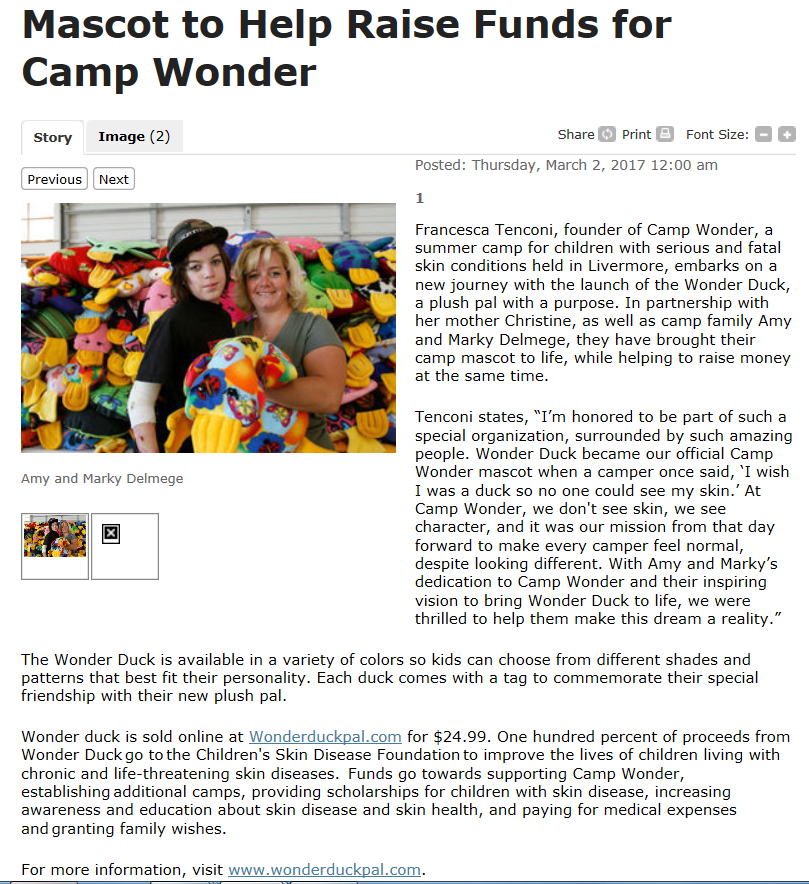 Mascot to Help Raise Funds for
Camp Wonder
Story
Image (2)
Share Print Font Size:
Previous Next
Posted: Thursday, March 2, 2017 12:00 am
1
Francesca Tenconi, founder of Camp Wonder, a
summer camp for children with serious and fatal
skin conditions held in Livermore, embarks on a
new journey with the launch of the Wonder Duck,
a plush pal with a purpose. In partnership with
her mother Christine, as well as camp family Amy
and Marky Delmege, they have brought their
camp mascot to life, while helping to raise money
at the same time.
Tenconi states, “I’m honored to be part of such a
special organization, surrounded by such amazing
people. Wonder Duck became our official Camp
Wonder mascot when a camper once said, ‘I wish
I was a duck so no one could see my skin.’ At
Camp Wonder, we don't see skin, we see
character, and it was our mission from that day
forward to make every camper feel normal,
despite looking different. With Amy and Marky’s
dedication to Camp Wonder and their inspiring
vision to bring Wonder Duck to life, we were
thrilled to help them make this dream a reality.”
Amy and Marky Delmege
The Wonder Duck is available in a variety of colors so kids can choose from different shades and
patterns that best fit their personality. Each duck comes with a tag to commemorate their special
friendship with their new plush pal.
Wonder duck is sold online at Wonderduckpal.com for $24.99. One hundred percent of proceeds from
Wonder Duck go to the Children's Skin Disease Foundation to improve the lives of children living with
chronic and life-threatening skin diseases. Funds go towards supporting Camp Wonder,
establishing additional camps, providing scholarships for children with skin disease, increasing
awareness and education about skin disease and skin health, and paying for medical expenses
and granting family wishes.
For more information, visit www.wonderduckpal.com.